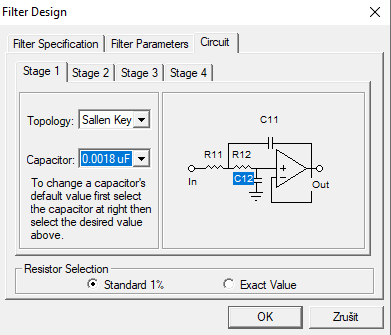 Filter Design
Filter Specification Filter Parameters Circuit
Stage 1 Stage 2 Stage 3 Stage 4
Topology: Sallen Key
Capacitor: 0.0018 uF
To change a capacitor's
default value first select
the capacitor at right then
select the desired value
above.
C11
R11 R12
C12
+
-
In
Out
Resistor Selection
Standard 1% Exact Value
OK Zrušit